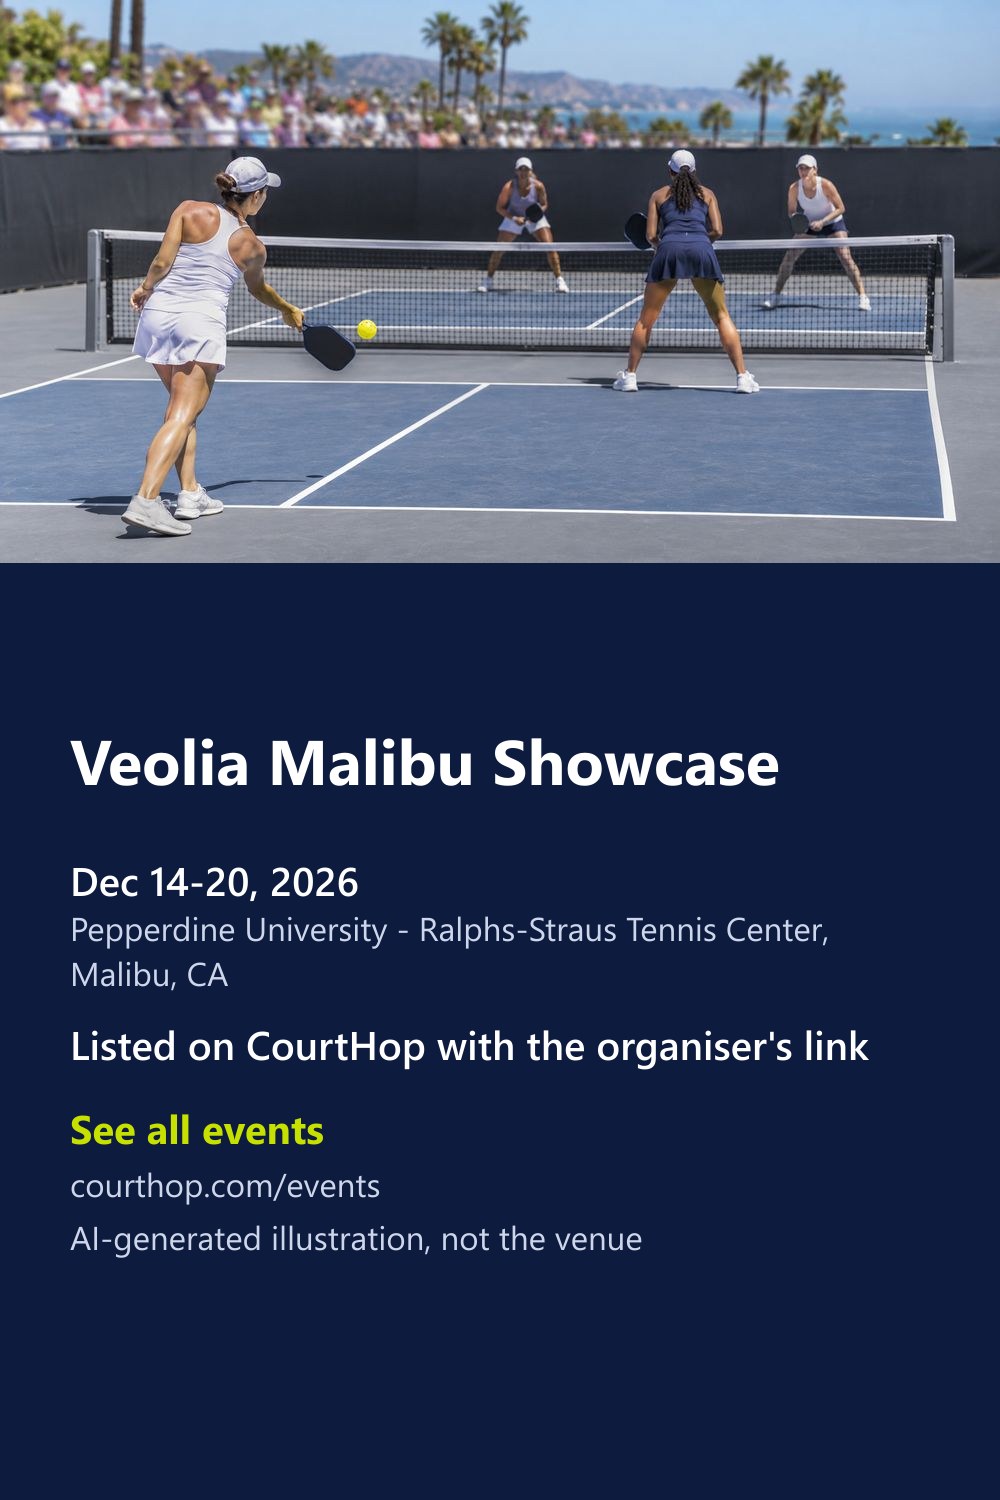 Veolia Malibu Showcase
Dec 14-20, 2026
Pepperdine University - Ralphs-Straus Tennis Center,
Malibu, CA
Listed on CourtHop with the organiser's link
See all events
courthop.com/events
AI-generated illustration, not the venue